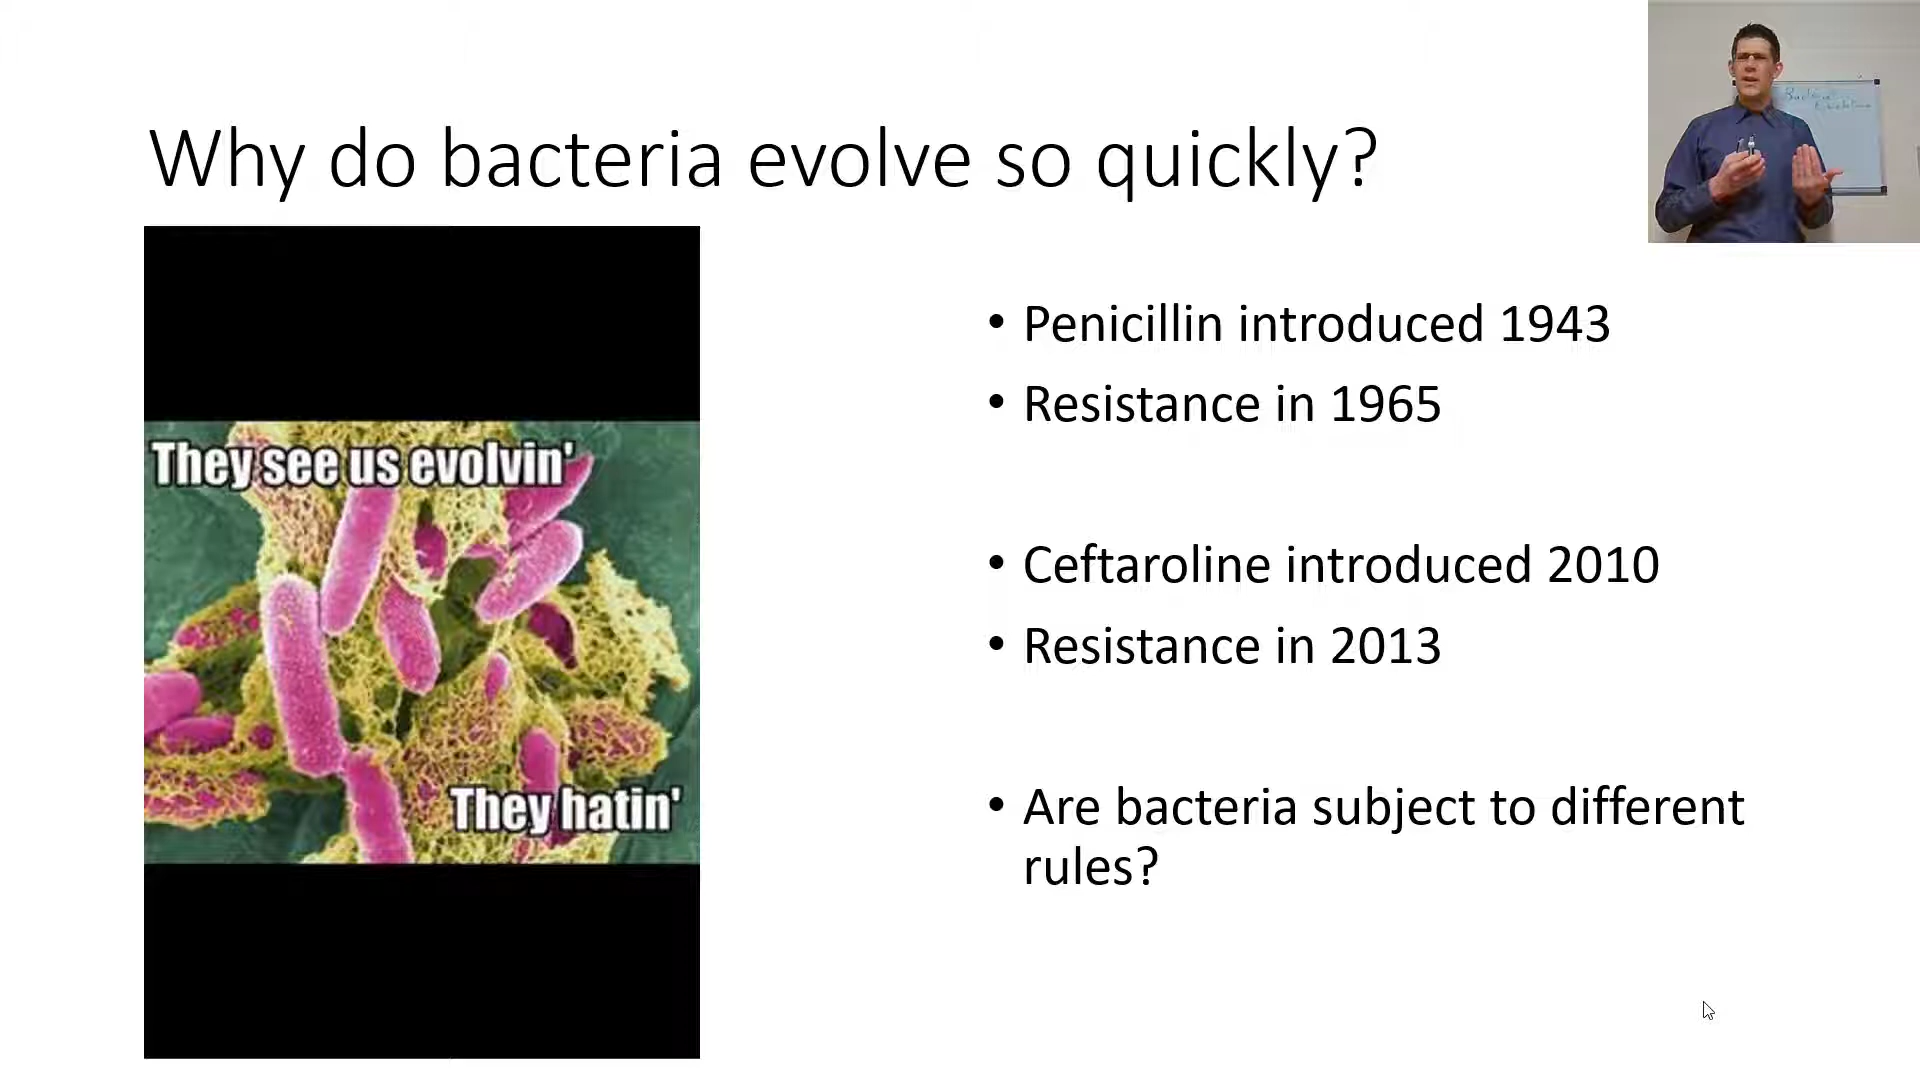 Why do bacteria evolve so quickly?
They see us evolvin'
They hatin'
• Penicillin introduced 1943
• Resistance in 1965
• Ceftaroline introduced 2010
• Resistance in 2013
• Are bacteria subject to different
rules?